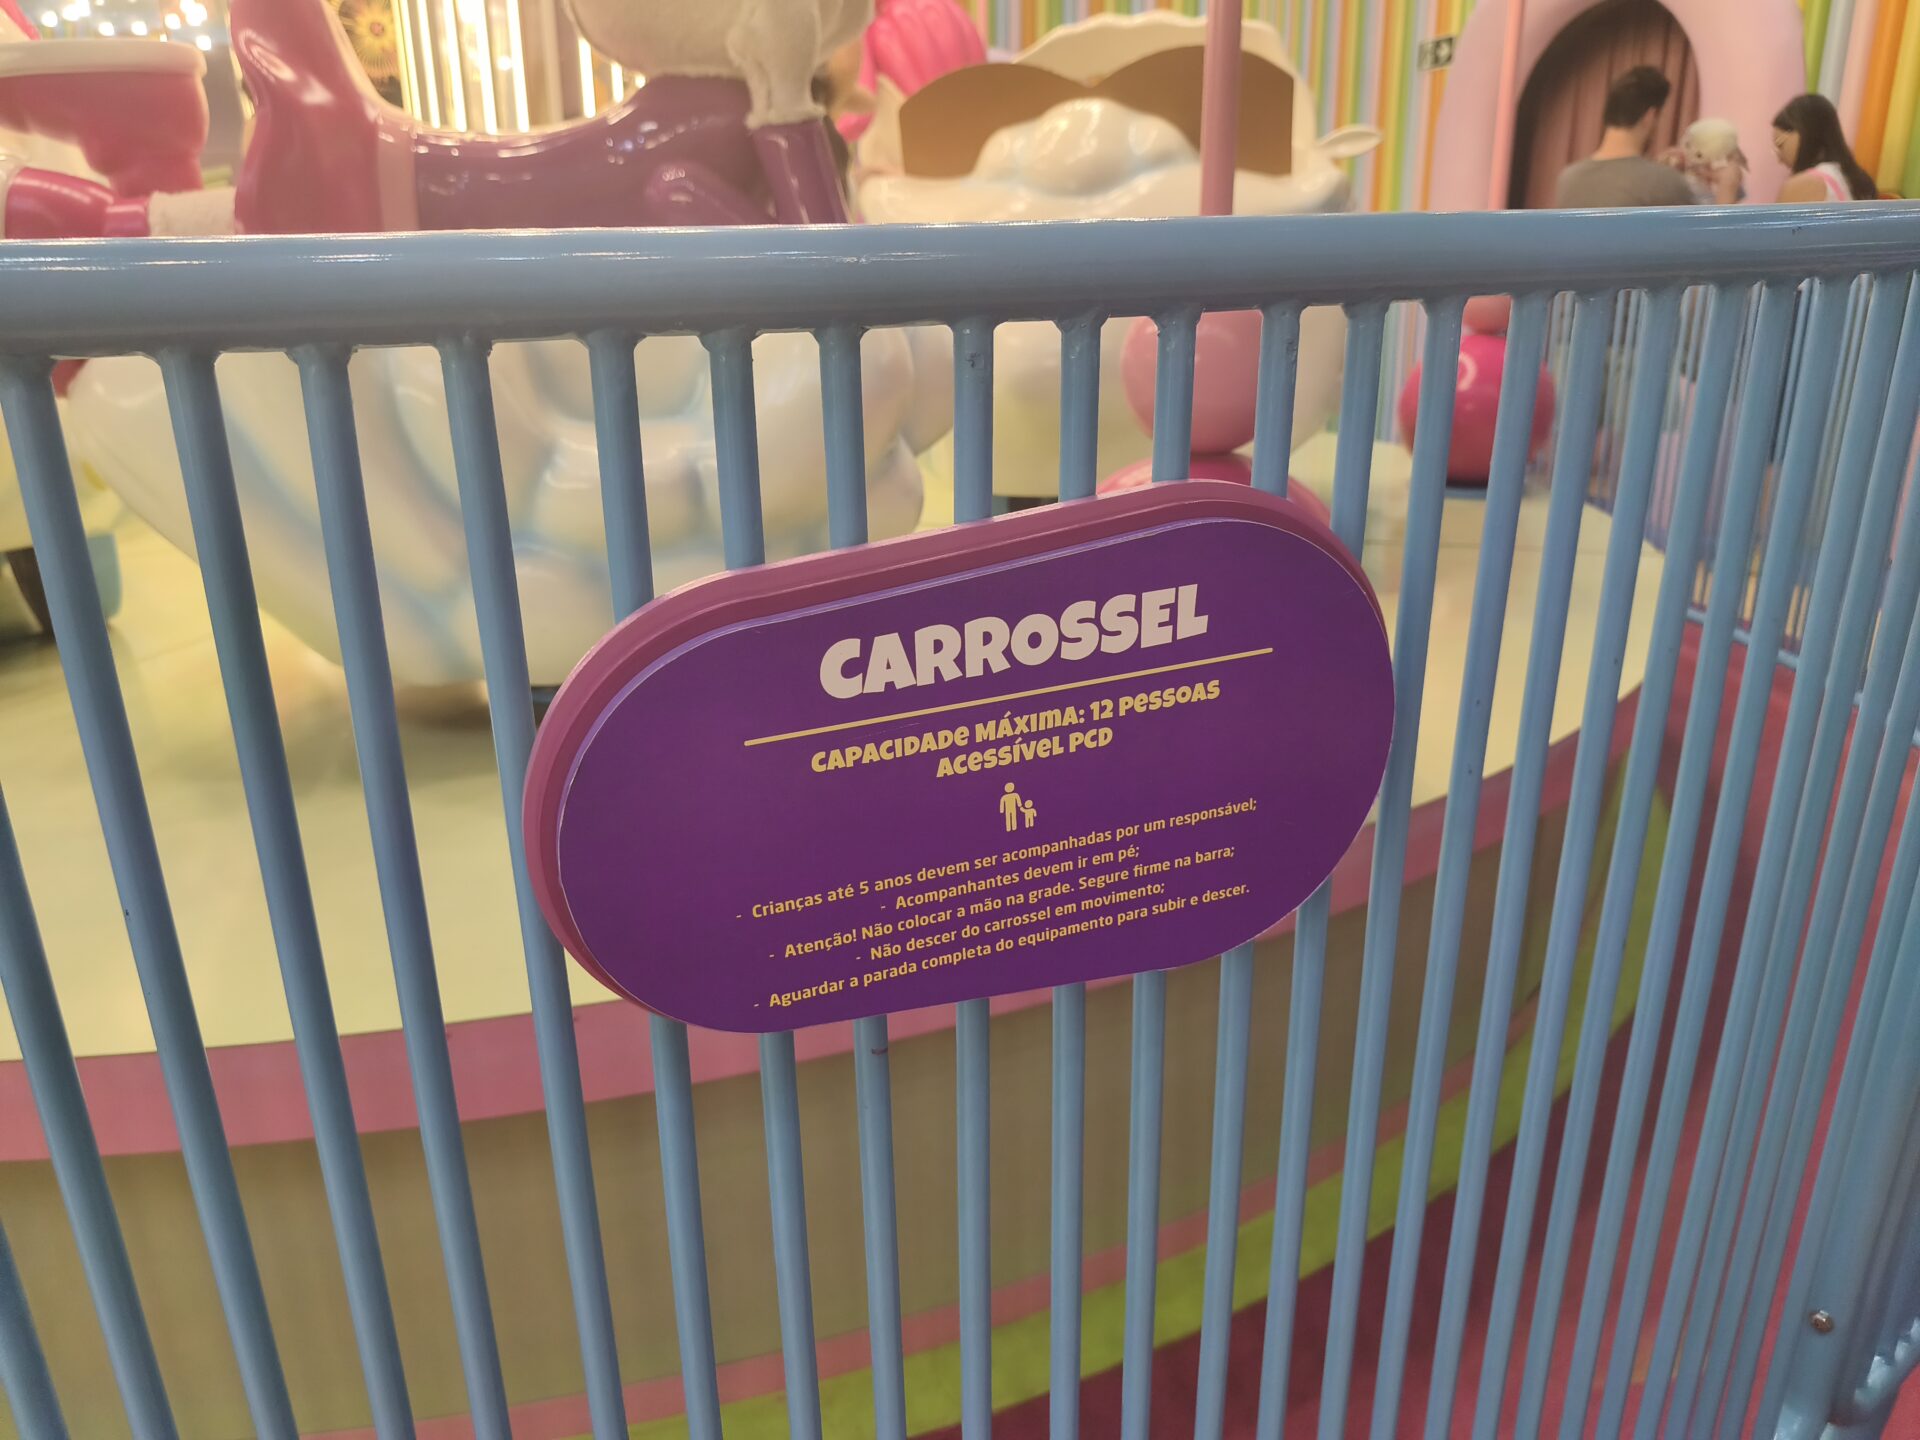 CARROSSEL
CAPACIDADE MÁXIMA: 12 PESSOAS
ACESSÍVEL PCD
- Crianças até 5 anos devem ser acompanhadas por um responsável;
- Acompanhantes devem ir em pé;
- Atenção! Não colocar a mão na grade. Segure firme na barra;
- Não descer do carrossel em movimento;
- Aguardar a parada completa do equipamento para subir e descer.